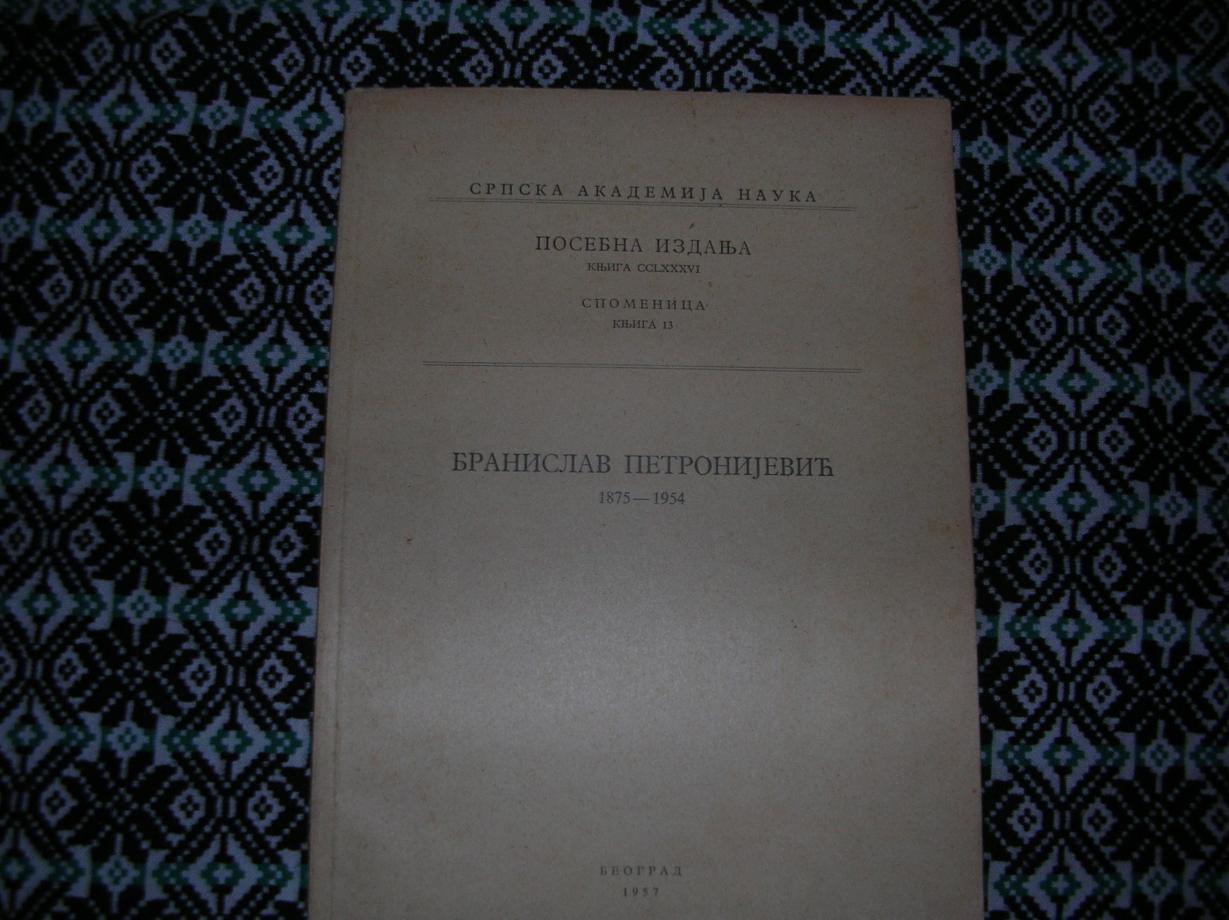 СРПСКА АКАДЕМИЈА НАУКА
ПОСЕБНА ИЗДАЊА
КЊИГА CCLXXXVI
СПОМЕНИЦА
КЊИГА 13
БРАНИСЛАВ ПЕТРОНИЈЕВИЋ
1875—1954
БЕОГРАД
1957